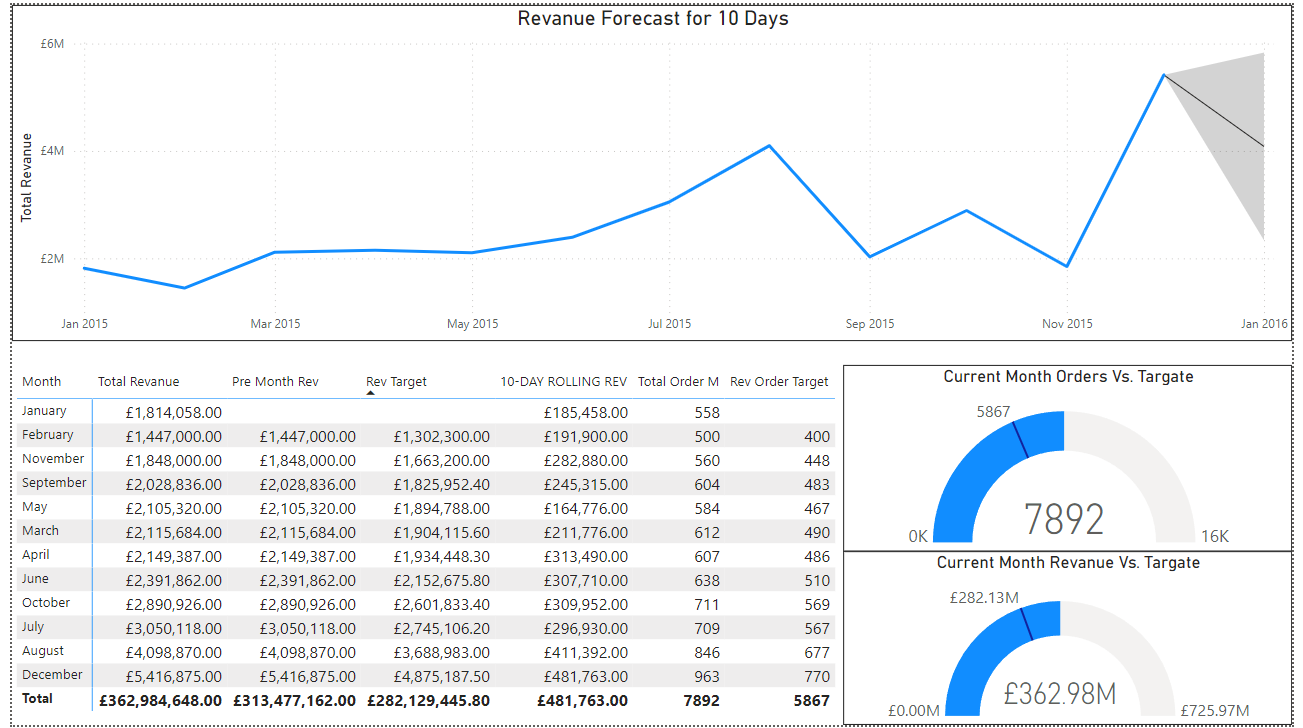 Revanue Forecast for 10 Days
£6M
£4M
£2M
Total Revanue
Jan 2015 Mar 2015 May 2015 Jul 2015 Sep 2015 Nov 2015 Jan 2016
Month Total Revanue Pre Month Rev Rev Target 10-DAY ROLLING REV Total Order M Rev Order Target
January £1,814,058.00 £185,458.00 558
February £1,447,000.00 £1,447,000.00 £1,302,300.00 £191,900.00 500 400
November £1,848,000.00 £1,848,000.00 £1,663,200.00 £282,880.00 560 448
September £2,028,836.00 £2,028,836.00 £1,825,952.40 £245,315.00 604 483
May £2,105,320.00 £2,105,320.00 £1,894,788.00 £164,776.00 584 467
March £2,115,684.00 £2,115,684.00 £1,904,115.60 £211,776.00 612 490
April £2,149,387.00 £2,149,387.00 £1,934,448.30 £313,490.00 607 486
June £2,391,862.00 £2,391,862.00 £2,152,675.80 £307,710.00 638 510
October £2,890,926.00 £2,890,926.00 £2,601,833.40 £309,952.00 711 569
July £3,050,118.00 £3,050,118.00 £2,745,106.20 £296,930.00 709 567
August £4,098,870.00 £4,098,870.00 £3,688,983.00 £411,392.00 846 677
December £5,416,875.00 £5,416,875.00 £4,875,187.50 £481,763.00 963 770
Total £362,984,648.00 £313,477,162.00 £282,129,445.80 £481,763.00 7892 5867
Current Month Orders Vs. Targate
5867
7892
0K 16K
Current Month Revanue Vs. Targate
£282.13M
£362.98M
£0.00M £725.97M